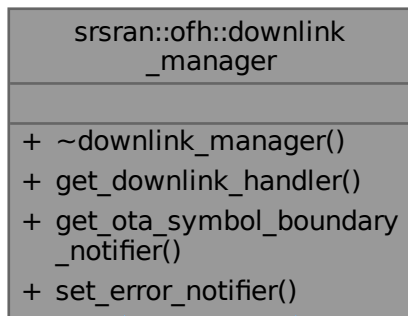 srsran::ofh::downlink
_manager
+ ~downlink_manager()
+ get_downlink_handler()
+ get_ota_symbol_boundary
_notifier()
+ set_error_notifier()